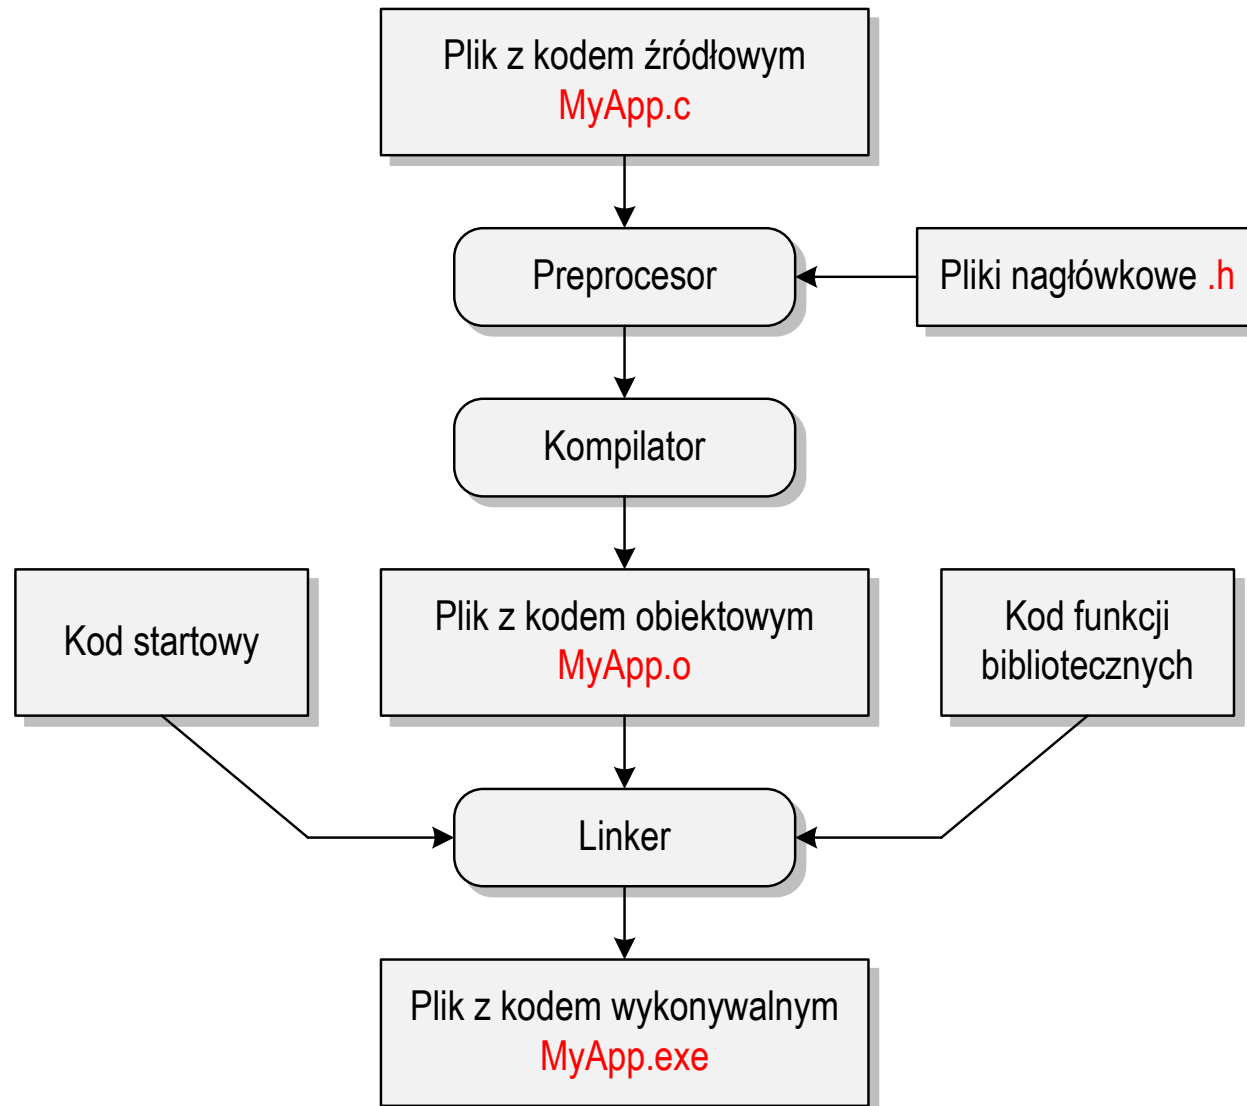 Plik z kodem źródłowym
MyApp.c
Preprocesor
Pliki nagłówkowe .h
Kompilator
Kod startowy
Plik z kodem obiektowym
MyApp.o
Kod funkcji
bibliotecznych
Linker
Plik z kodem wykonywalnym
MyApp.exe